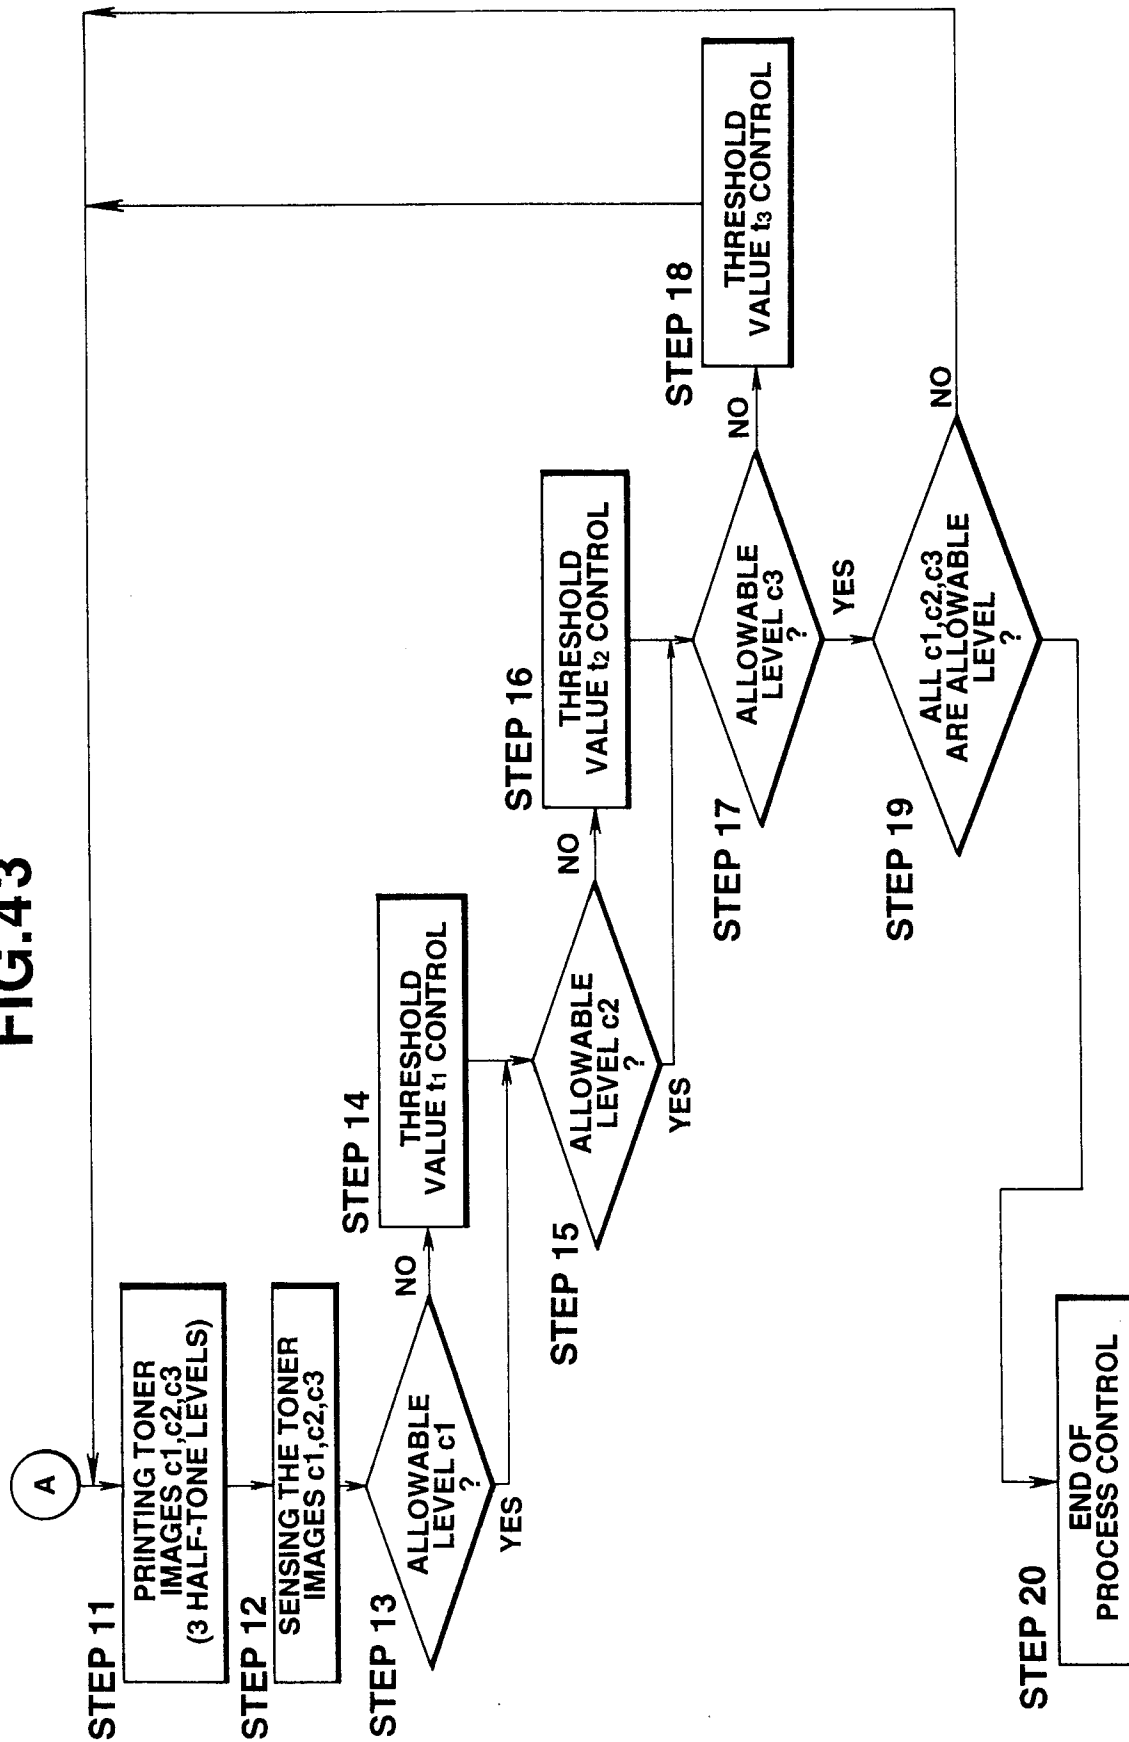 FIG.43
A
STEP 11
PRINTING TONER
IMAGES c1,c2,c3
(3 HALF-TONE LEVELS)
STEP 12
SENSING THE TONER
IMAGES c1,c2,c3
STEP 13
ALLOWABLE
LEVEL c1
?
NO
YES
STEP 14
THRESHOLD
VALUE t1 CONTROL
STEP 15
ALLOWABLE
LEVEL c2
?
NO
YES
STEP 16
THRESHOLD
VALUE t2 CONTROL
STEP 17
ALLOWABLE
LEVEL c3
?
NO
YES
STEP 18
THRESHOLD
VALUE t3 CONTROL
STEP 19
ALL c1,c2,c3
ARE ALLOWABLE
LEVEL
?
NO
STEP 20
END OF
PROCESS CONTROL